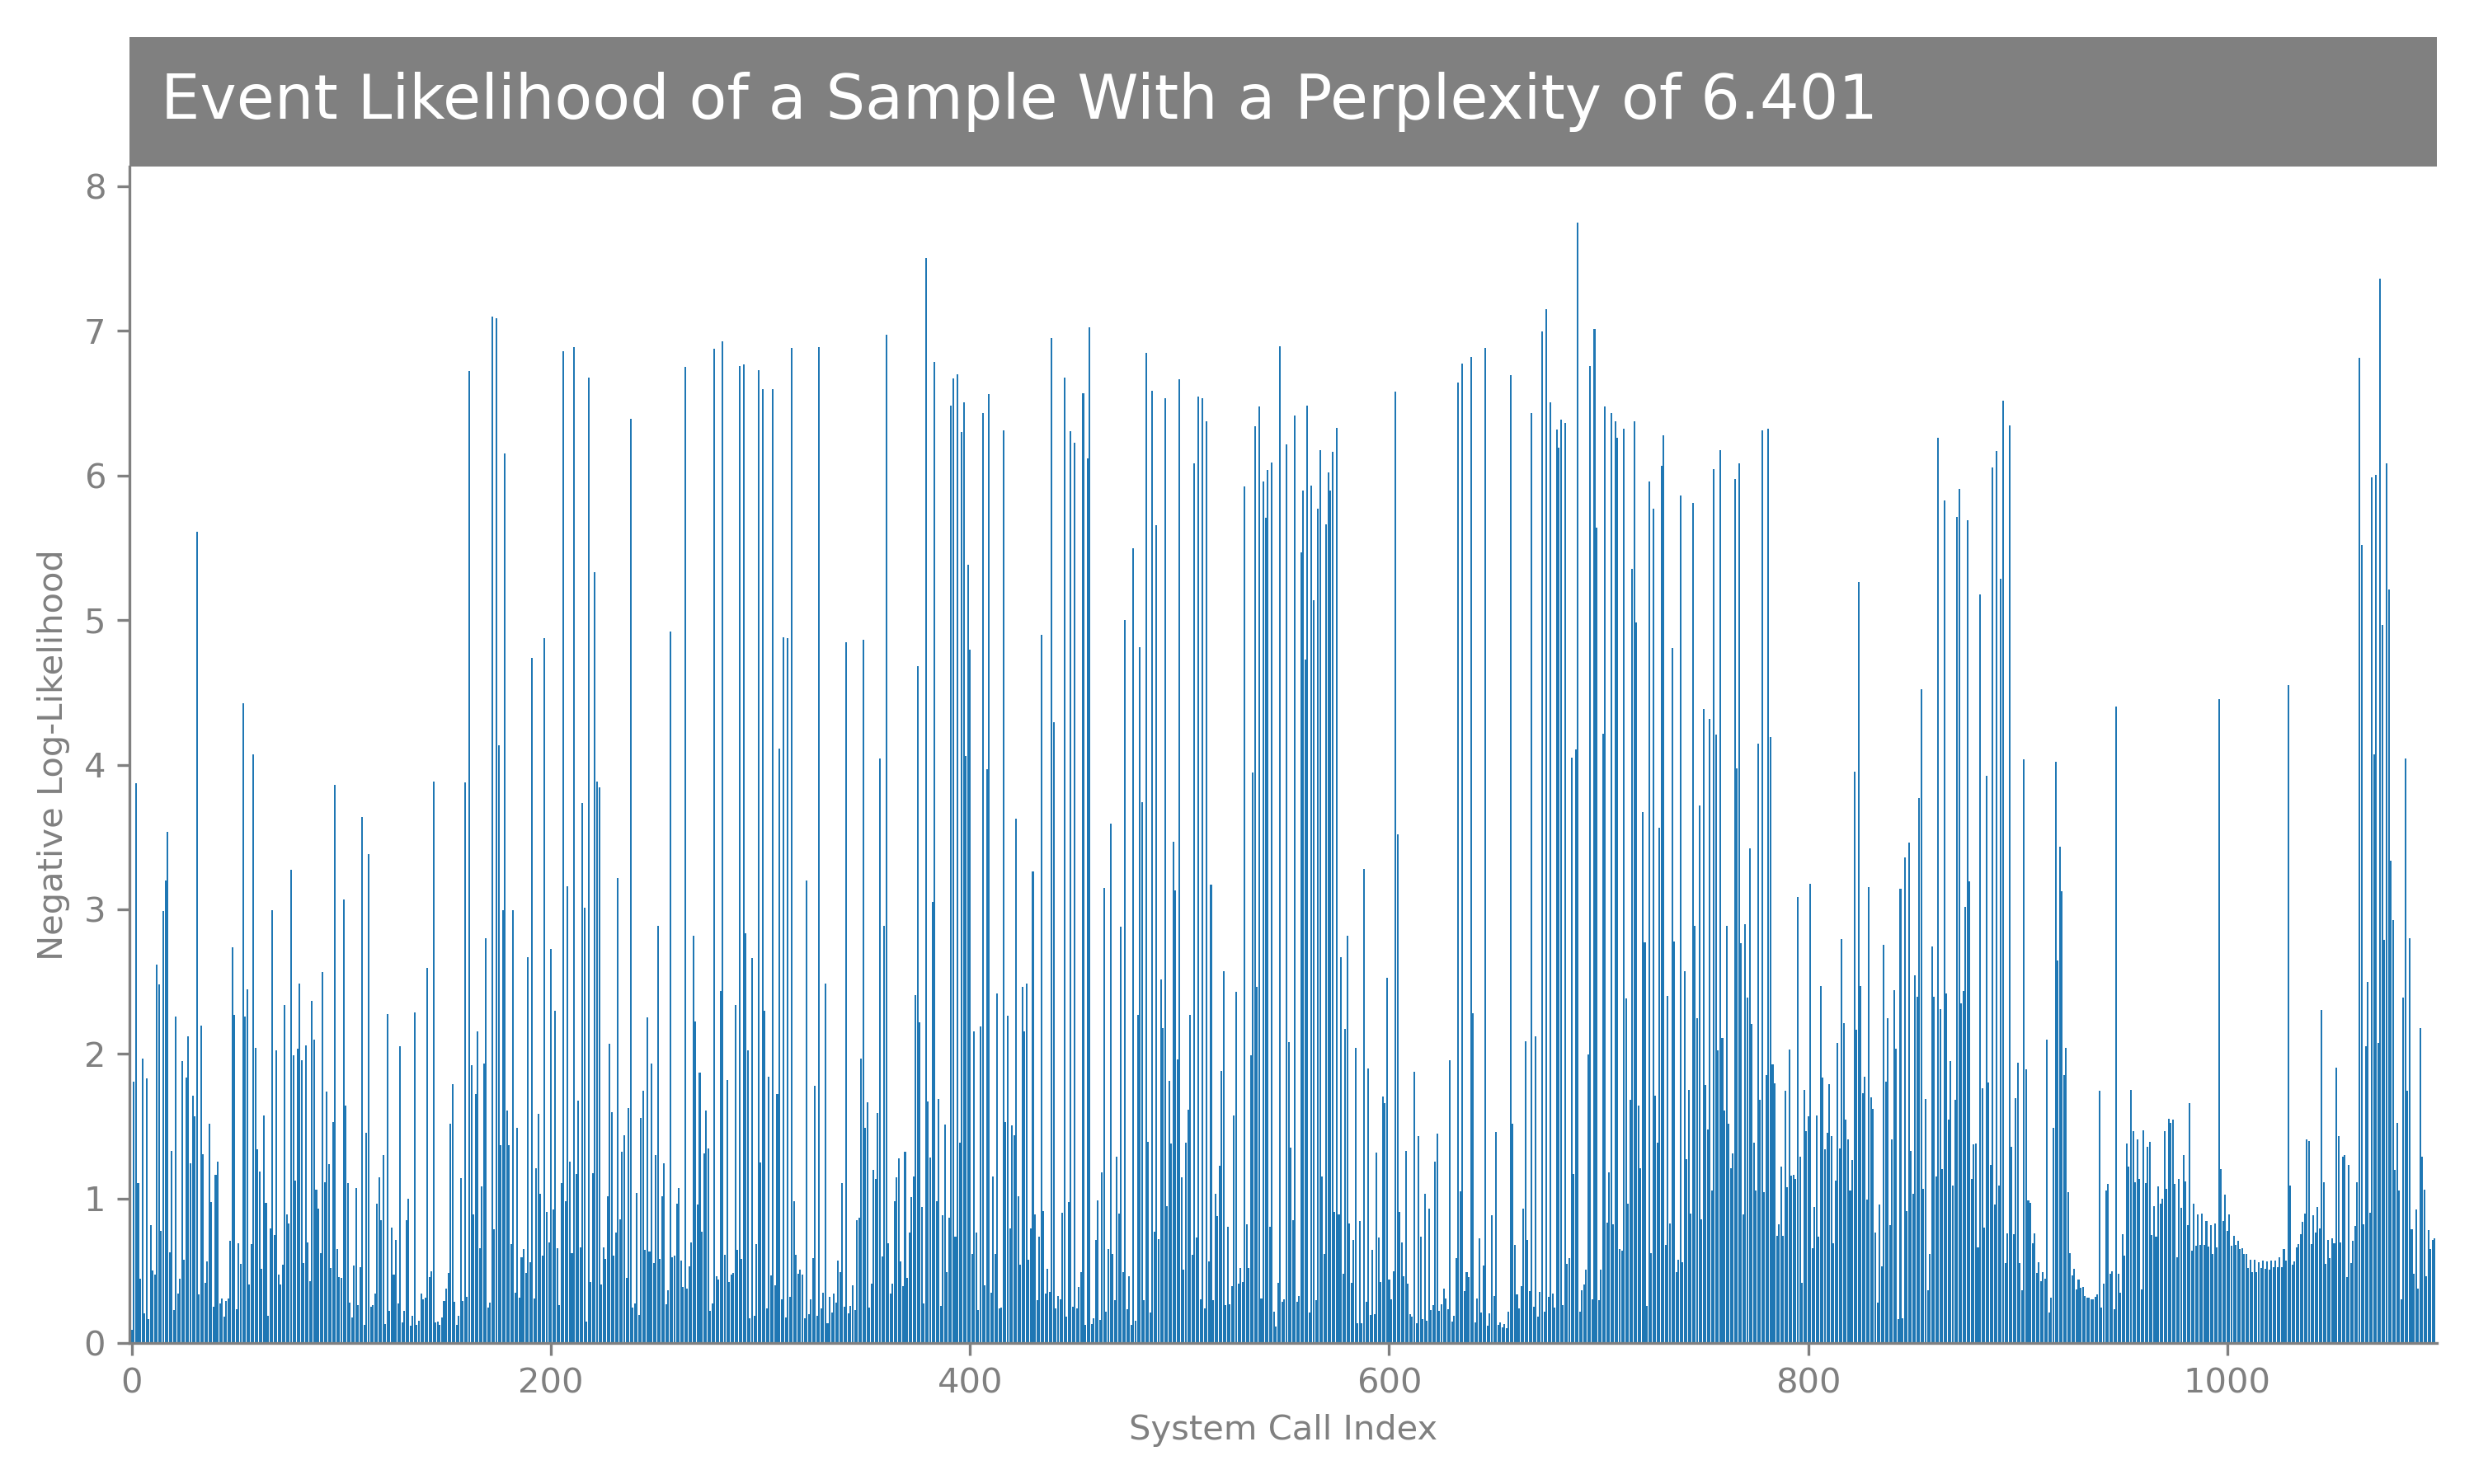 Event Likelihood of a Sample With a Perplexity of 6.401
8
7
6
5
4
3
2
1
0
Negative Log-Likelihood
0 200 400 600 800 1000
System Call Index